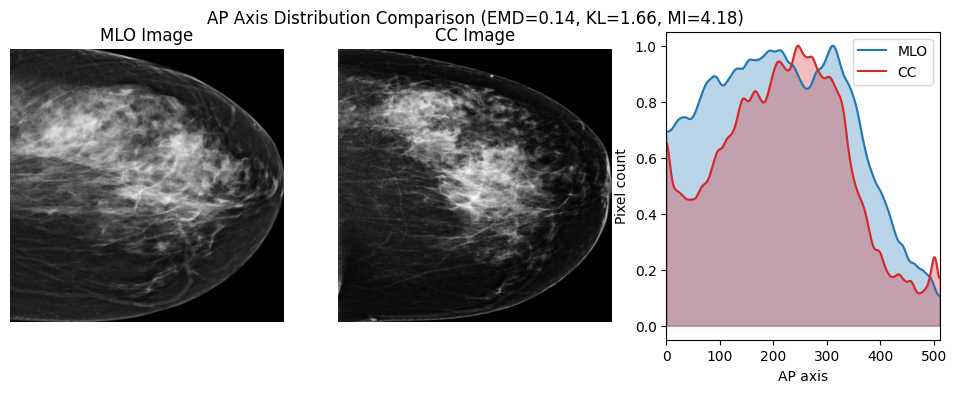 AP Axis Distribution Comparison (EMD=0.14, KL=1.66, MI=4.18)
MLO Image
CC Image
MLO
CC
Pixel count
1.0
0.8
0.6
0.4
0.2
0.0
0 100 200 300 400 500
AP axis